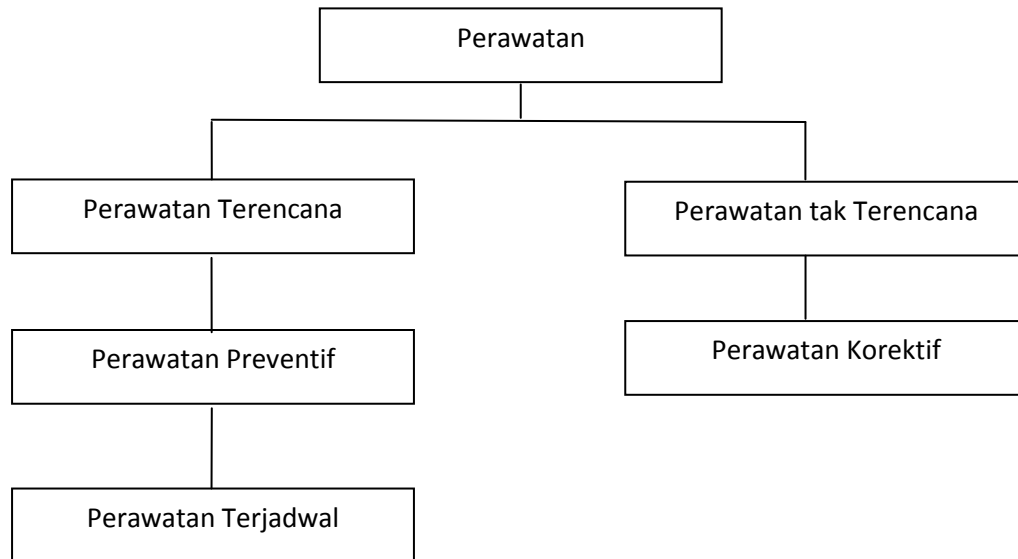 Perawatan
Perawatan Terencana
Perawatan tak Terencana
Perawatan Preventif
Perawatan Korektif
Perawatan Terjadwal